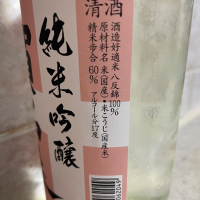 清酒
酒造好適米 八反錦100%
原材料名 米(国産)・米こうじ(国産米)
精米歩合 60% アルコール分17度
純米吟醸